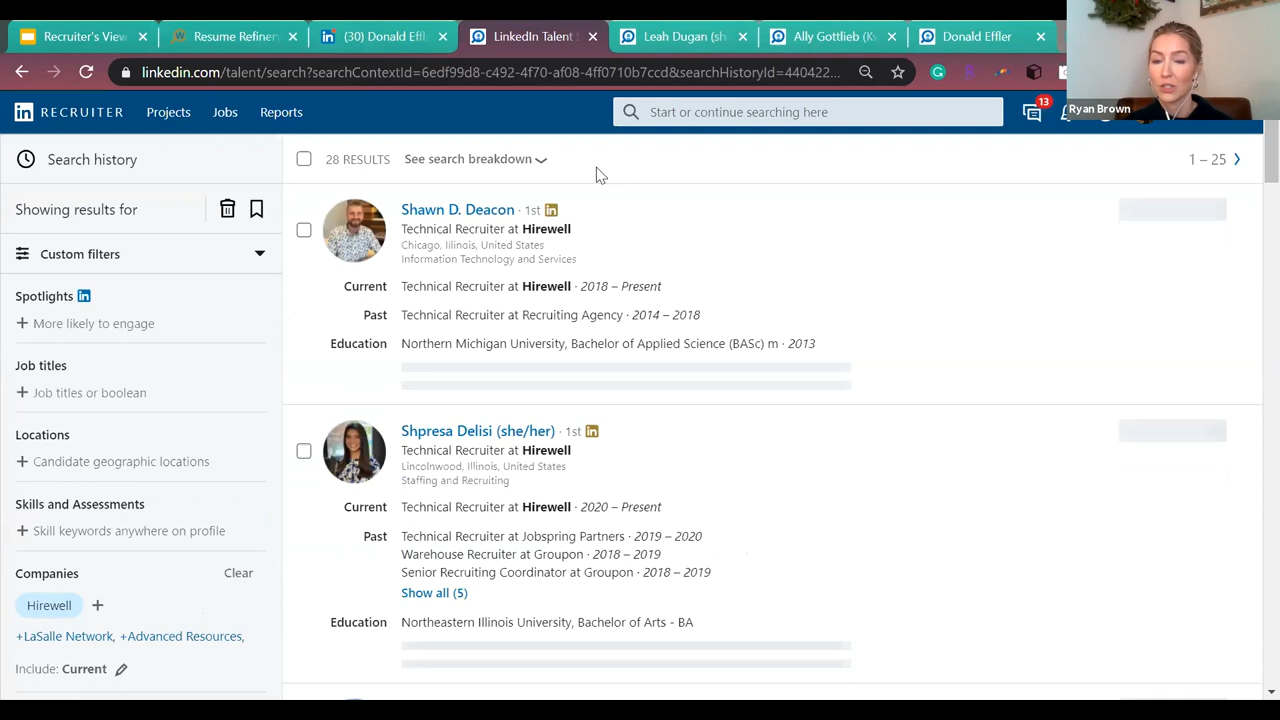 Recruiter's View
Resume Refinery
(30) Donald Effle
LinkedIn Talent S
Leah Dugan (sh
Ally Gottlieb (Kv
Donald Effler
linkedin.com/talent/search?searchContextId=6edf99d8-c492-4f70-af08-4ff0710b7ccd&searchHistoryId=440422...
Ryan Brown
in RECRUITER
Projects
Jobs
Reports
Start or continue searching here
13
Search history
28 RESULTS
See search breakdown
1 – 25
Showing results for
Custom filters
Spotlights in
+ More likely to engage
Job titles
+ Job titles or boolean
Locations
+ Candidate geographic locations
Skills and Assessments
+ Skill keywords anywhere on profile
Companies
Clear
Hirewell +
+LaSalle Network, +Advanced Resources,
Include: Current
Shawn D. Deacon · 1st in
Technical Recruiter at Hirewell
Chicago, Illinois, United States
Information Technology and Services
Current Technical Recruiter at Hirewell · 2018 – Present
Past Technical Recruiter at Recruiting Agency · 2014 – 2018
Education Northern Michigan University, Bachelor of Applied Science (BASc) m · 2013
Shpresa Delisi (she/her) · 1st in
Technical Recruiter at Hirewell
Lincolnwood, Illinois, United States
Staffing and Recruiting
Current Technical Recruiter at Hirewell · 2020 – Present
Past Technical Recruiter at Jobspring Partners · 2019 – 2020
Warehouse Recruiter at Groupon · 2018 – 2019
Senior Recruiting Coordinator at Groupon · 2018 – 2019
Show all (5)
Education Northeastern Illinois University, Bachelor of Arts - BA